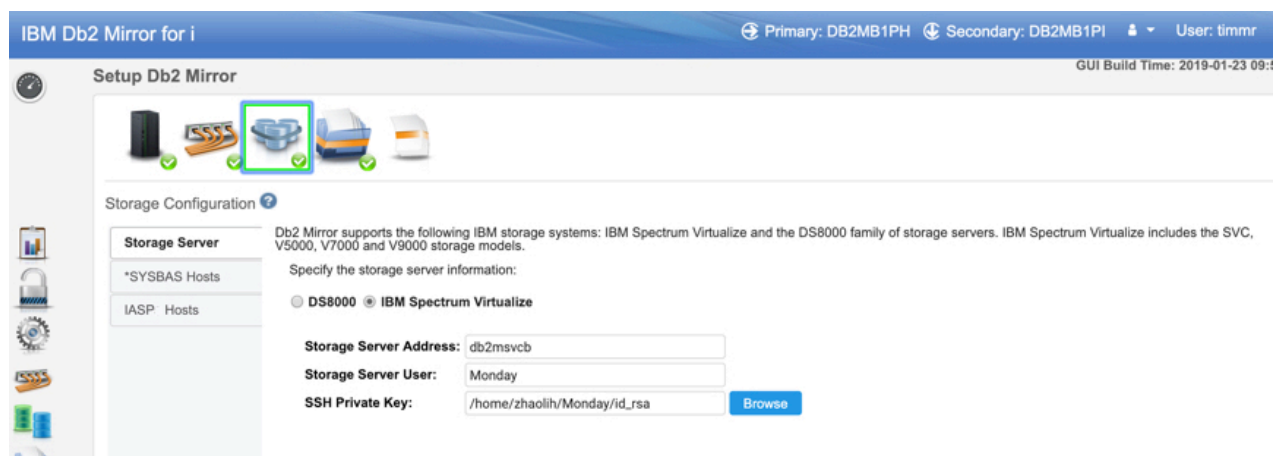 IBM Db2 Mirror for i
Primary: DB2MB1PH Secondary: DB2MB1PI User: timmr
GUI Build Time: 2019-01-23 09:
Setup Db2 Mirror
Storage Configuration ?
Storage Server
*SYSBAS Hosts
IASP Hosts
Db2 Mirror supports the following IBM storage systems: IBM Spectrum Virtualize and the DS8000 family of storage servers. IBM Spectrum Virtualize includes the SVC,
V5000, V7000 and V9000 storage models.
Specify the storage server information:
DS8000 IBM Spectrum Virtualize
Storage Server Address: db2msvcb
Storage Server User: Monday
SSH Private Key: /home/zhaolih/Monday/id_rsa Browse